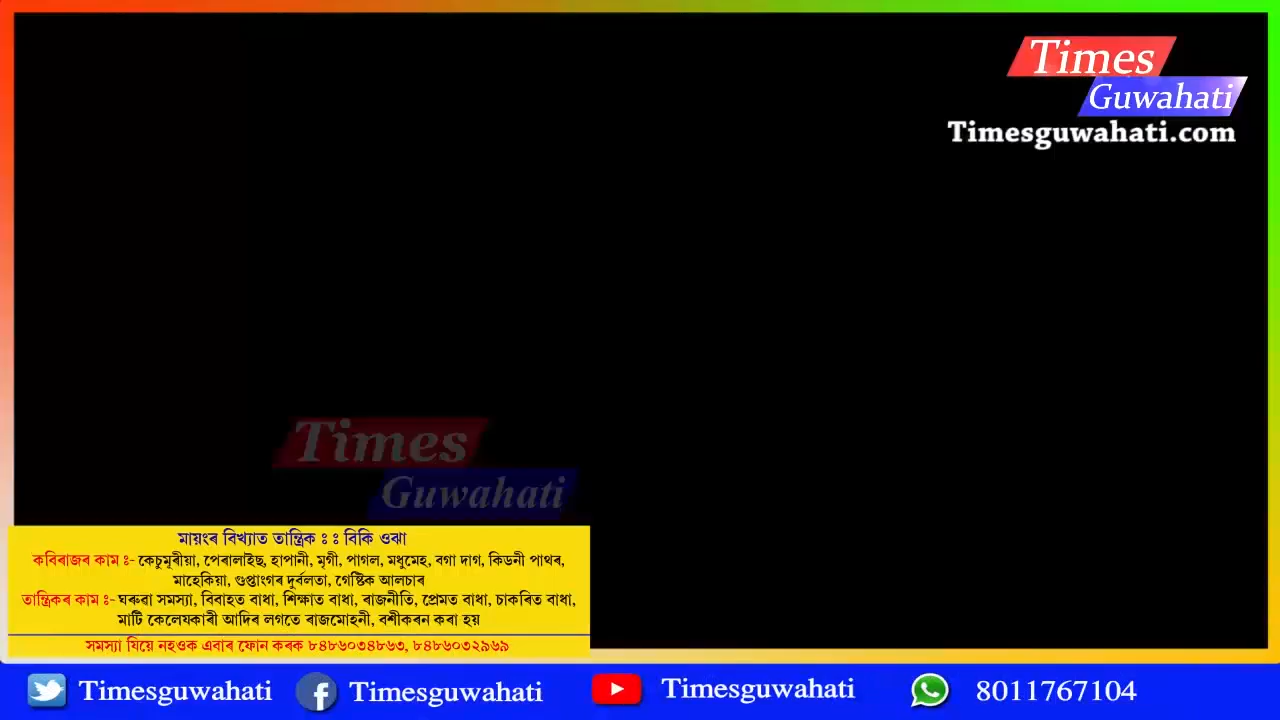 Times
Guwahati
Timesguwahati.com
Times
Guwahati
মায়ংৰ বিখ্যাত তান্ত্ৰিক ঃ ঃ বিকি ওঝা
কবিৰাজৰ কাম ঃ- কেচুমূৰীয়া, পেৰালাইছ, হাপানী, মৃগী, পাগল, মধুমেহ, বগা দাগ, কিডনী পাথৰ,
মাহেকিয়া, গুপ্তাংগৰ দুৰ্বলতা, গেষ্টিক আলচাৰ
তান্ত্ৰিকৰ কাম ঃ- ঘৰুৱা সমস্যা, বিবাহত বাধা, শিক্ষাত বাধা, ৰাজনীতি, প্ৰেমত বাধা, চাকৰিত বাধা,
মাটি কেলেযকাৰী আদিৰ লগতে ৰাজমোহনী, বশীকৰন কৰা হয়
সমস্যা যিয়ে নহওক এবাৰ ফোন কৰক ৮৪৮৬০৩৪৮৬৩, ৮৪৮৬০৩২৯৬৯
Timesguwahati Timesguwahati Timesguwahati 8011767104